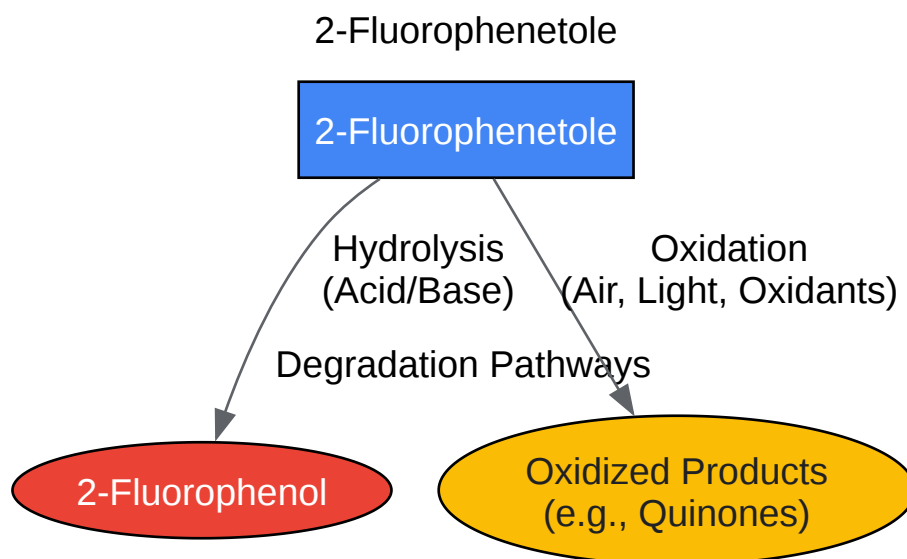 2-Fluorophenetole
2-Fluorophenetole
Hydrolysis
(Acid/Base)
Oxidation
(Air, Light, Oxidants)
Degradation Pathways
2-Fluorophenol
Oxidized Products
(e.g., Quinones)